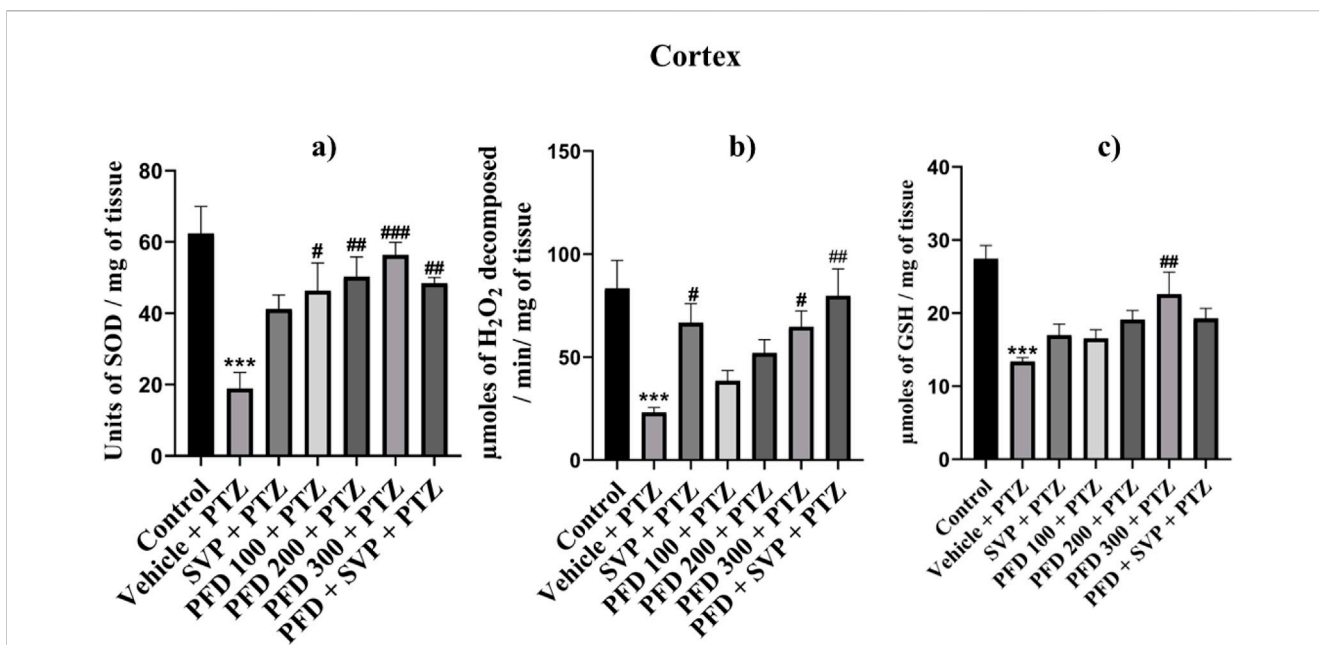 Cortex
a)
Units of SOD / mg of tissue
80
60
40
20
0
***
#
##
###
##
Control
Vehicle + PTZ
SVP + PTZ
PFD 100 + PTZ
PFD 200 + PTZ
PFD 300 + PTZ
PFD + SVP + PTZ
b)
µmoles of H₂O₂ decomposed
/ min/ mg of tissue
150
100
50
0
***
#
#
##
Control
Vehicle + PTZ
SVP + PTZ
PFD 100 + PTZ
PFD 200 + PTZ
PFD 300 + PTZ
PFD + SVP + PTZ
c)
µmoles of GSH / mg of tissue
40
30
20
10
0
***
##
Control
Vehicle + PTZ
SVP + PTZ
PFD 100 + PTZ
PFD 200 + PTZ
PFD 300 + PTZ
PFD + SVP + PTZ